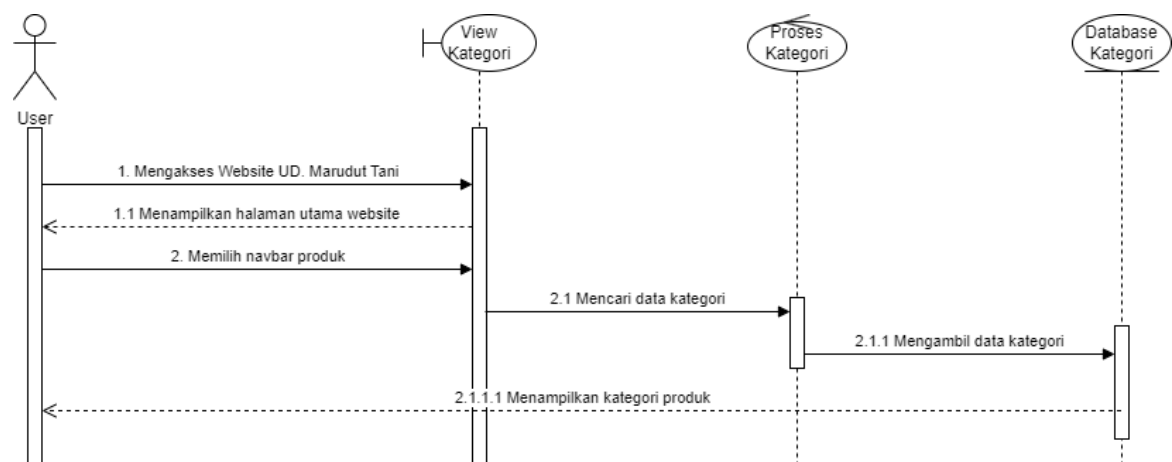 View
Kategori
Proses
Kategori
Database
Kategori
User
1. Mengakses Website UD. Marudut Tani
1.1 Menampilkan halaman utama website
2. Memilih navbar produk
2.1 Mencari data kategori
2.1.1 Mengambil data kategori
2.1.1.1 Menampilkan kategori produk